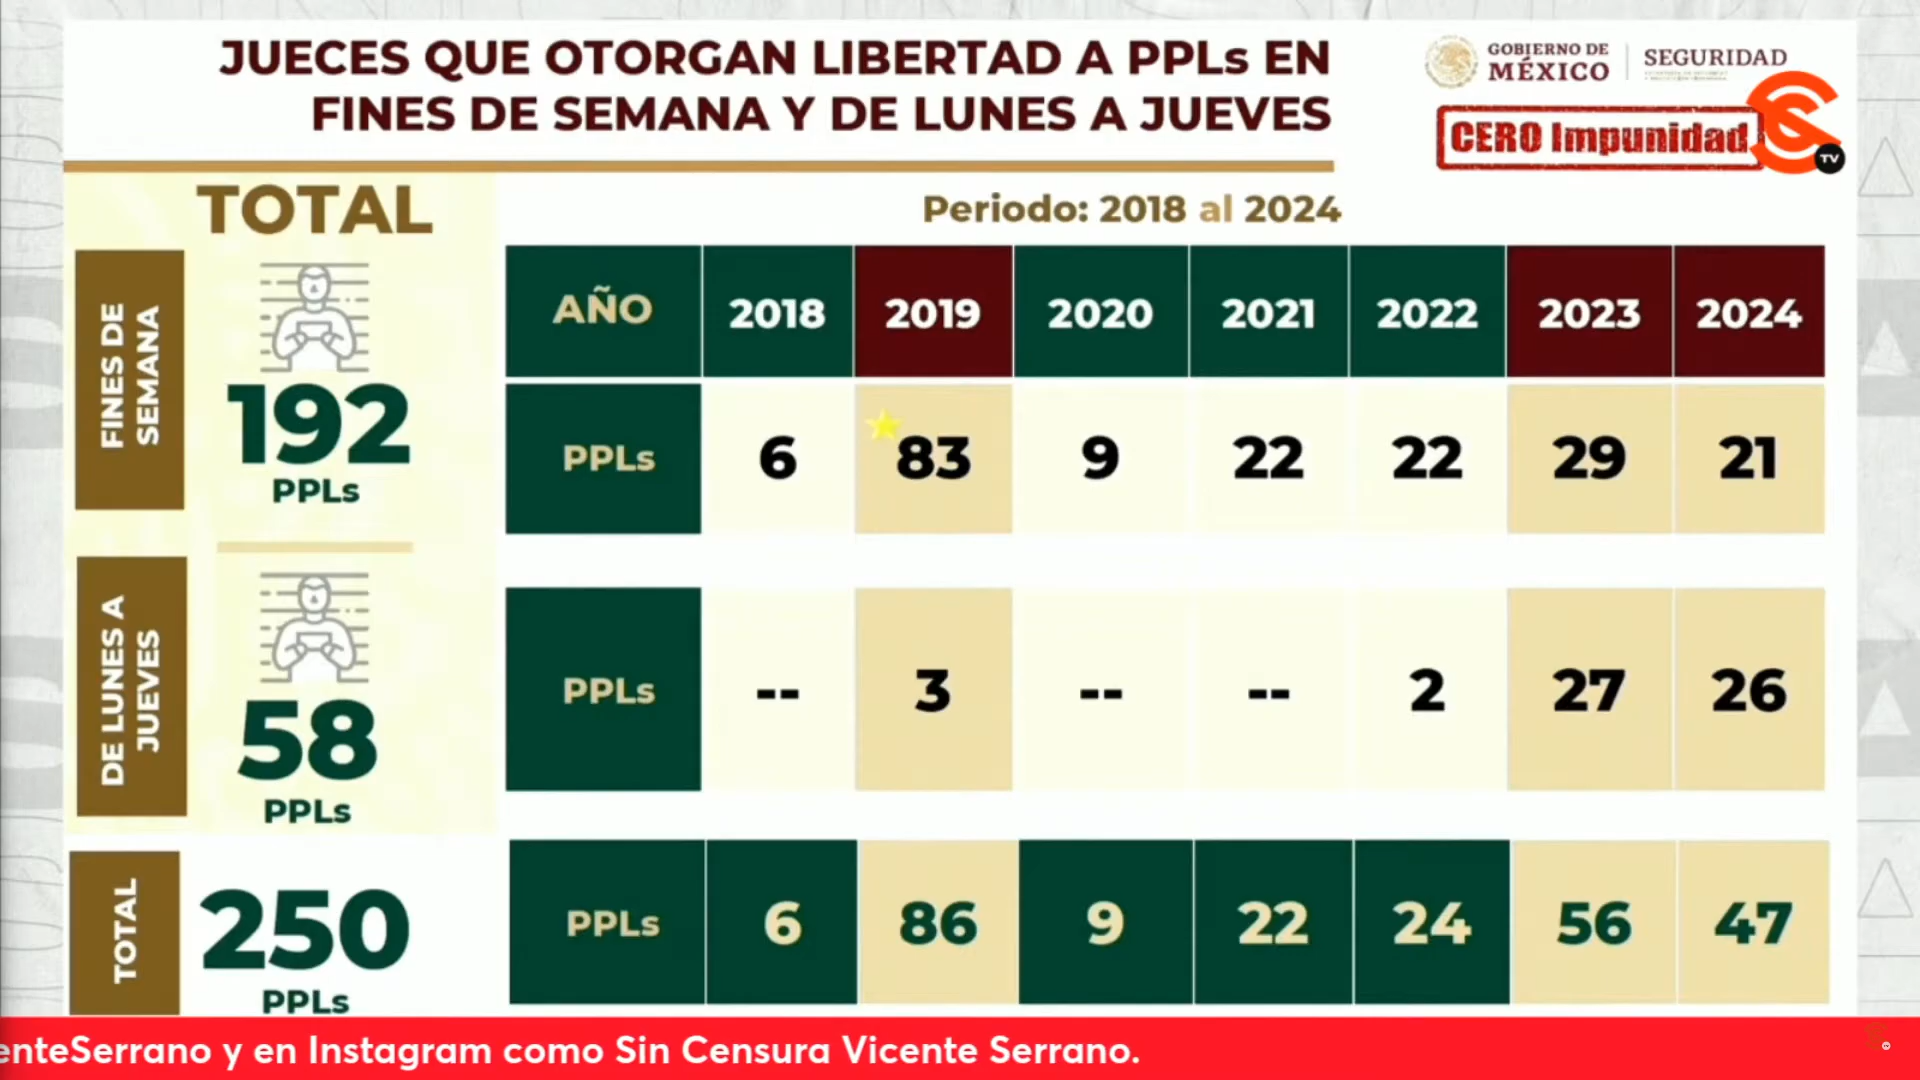 JUECES QUE OTORGAN LIBERTAD A PPLs EN
FINES DE SEMANA Y DE LUNES A JUEVES
GOBIERNO DE
MÉXICO
SEGURIDAD
CERO Impunidad
TV
TOTAL
Periodo: 2018 al 2024
FINES DE
SEMANA
192
PPLs
AÑO 2018 2019 2020 2021 2022 2023 2024
PPLs 6 83 9 22 22 29 21
DE LUNES A
JUEVES
58
PPLs
PPLs -- 3 -- -- 2 27 26
TOTAL
250
PPLs
PPLs 6 86 9 22 24 56 47
enteSerrano y en Instagram como Sin Censura Vicente Serrano.